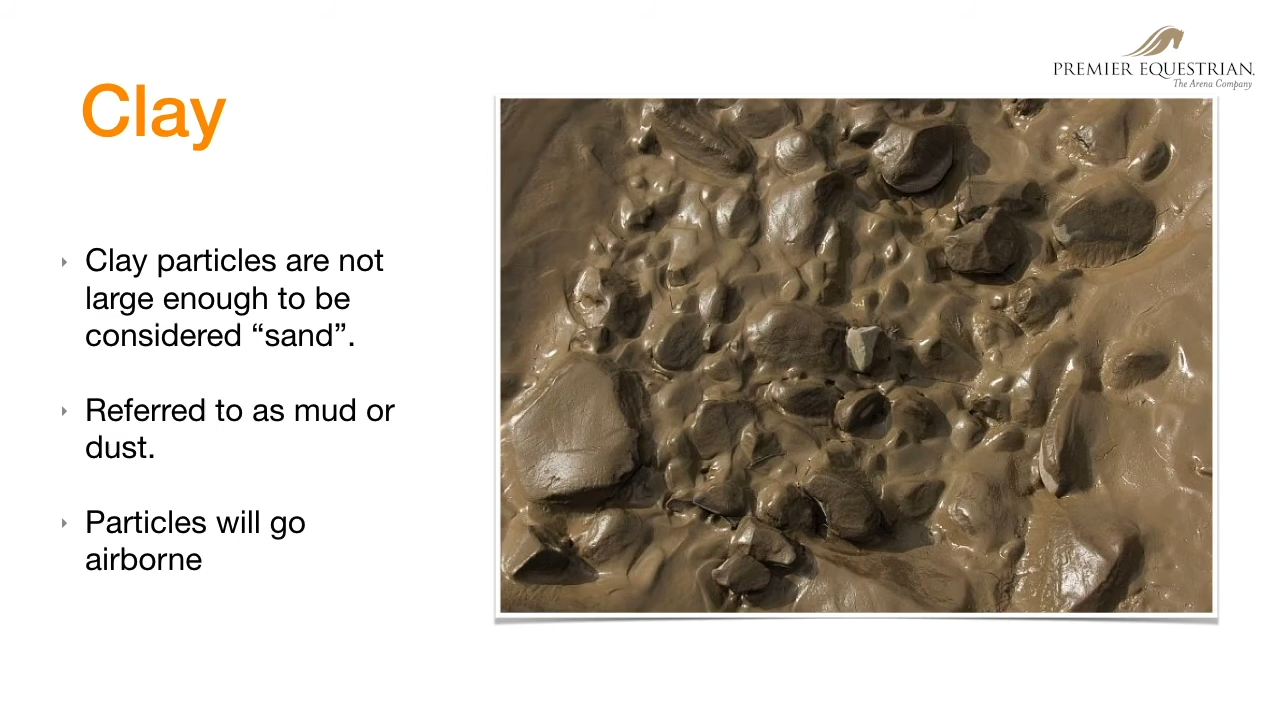 PREMIER EQUESTRIAN.
The Arena Company
Clay
Clay particles are not
large enough to be
considered “sand”.
Referred to as mud or
dust.
Particles will go
airborne